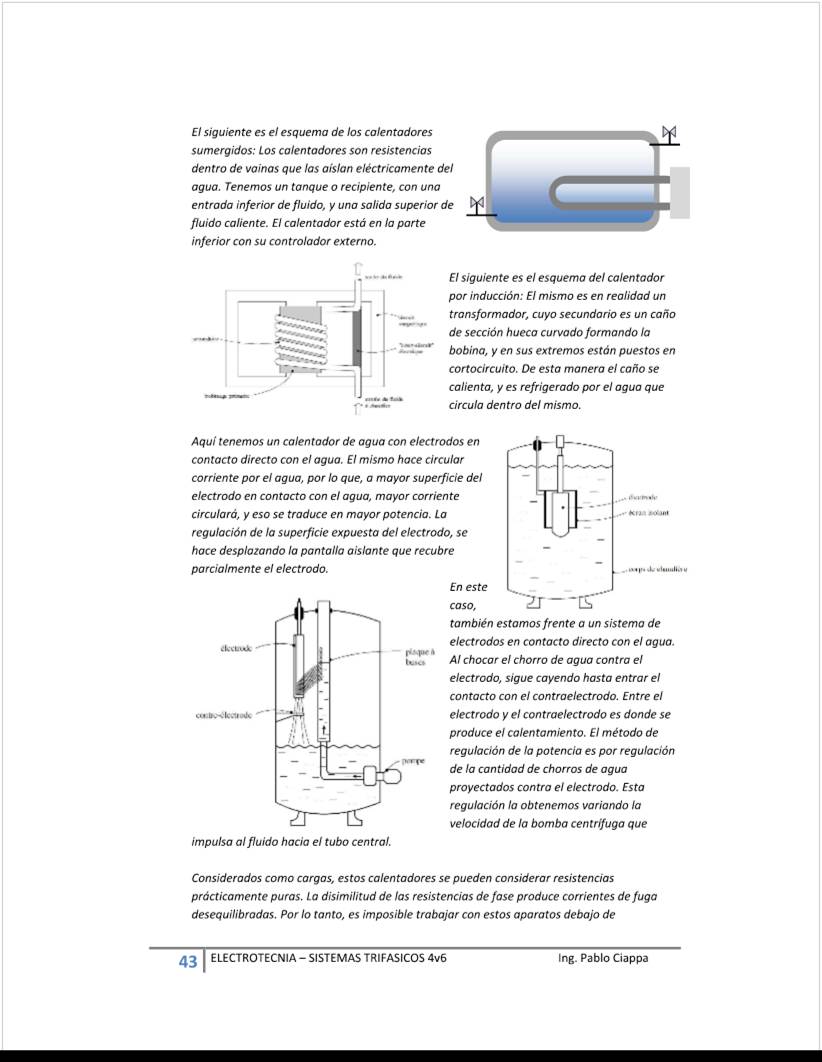 El siguiente es el esquema de los calentadores
sumergidos: Los calentadores son resistencias
dentro de vainas que las aíslan eléctricamente del
agua. Tenemos un tanque o recipiente, con una
entrada inferior de fluido, y una salida superior de
fluido caliente. El calentador está en la parte
inferior con su controlador externo.
sortie du fluide
circuit
magnétique
"court-circuit"
électrique
secondaire
bobinage primaire
entrée du fluide
à chauffer
El siguiente es el esquema del calentador
por inducción: El mismo es en realidad un
transformador, cuyo secundario es un caño
de sección hueca curvado formando la
bobina, y en sus extremos están puestos en
cortocircuito. De esta manera el caño se
calienta, y es refrigerado por el agua que
circula dentro del mismo.
Aquí tenemos un calentador de agua con electrodos en
contacto directo con el agua. El mismo hace circular
corriente por el agua, por lo que, a mayor superficie del
electrodo en contacto con el agua, mayor corriente
circulará, y eso se traduce en mayor potencia. La
regulación de la superficie expuesta del electrodo, se
hace desplazando la pantalla aislante que recubre
parcialmente el electrodo.
électrode
écran isolant
corps de chaudière
électrode
plaque à
buses
contre-électrode
pompe
En este
caso,
también estamos frente a un sistema de
electrodos en contacto directo con el agua.
Al chocar el chorro de agua contra el
electrodo, sigue cayendo hasta entrar el
contacto con el contraelectrodo. Entre el
electrodo y el contraelectrodo es donde se
produce el calentamiento. El método de
regulación de la potencia es por regulación
de la cantidad de chorros de agua
proyectados contra el electrodo. Esta
regulación la obtenemos variando la
velocidad de la bomba centrífuga que
impulsa al fluido hacia el tubo central.
Considerados como cargas, estos calentadores se pueden considerar resistencias
prácticamente puras. La disimilitud de las resistencias de fase produce corrientes de fuga
desequilibradas. Por lo tanto, es imposible trabajar con estos aparatos debajo de
43 ELECTROTECNIA – SISTEMAS TRIFASICOS 4v6 Ing. Pablo Ciappa